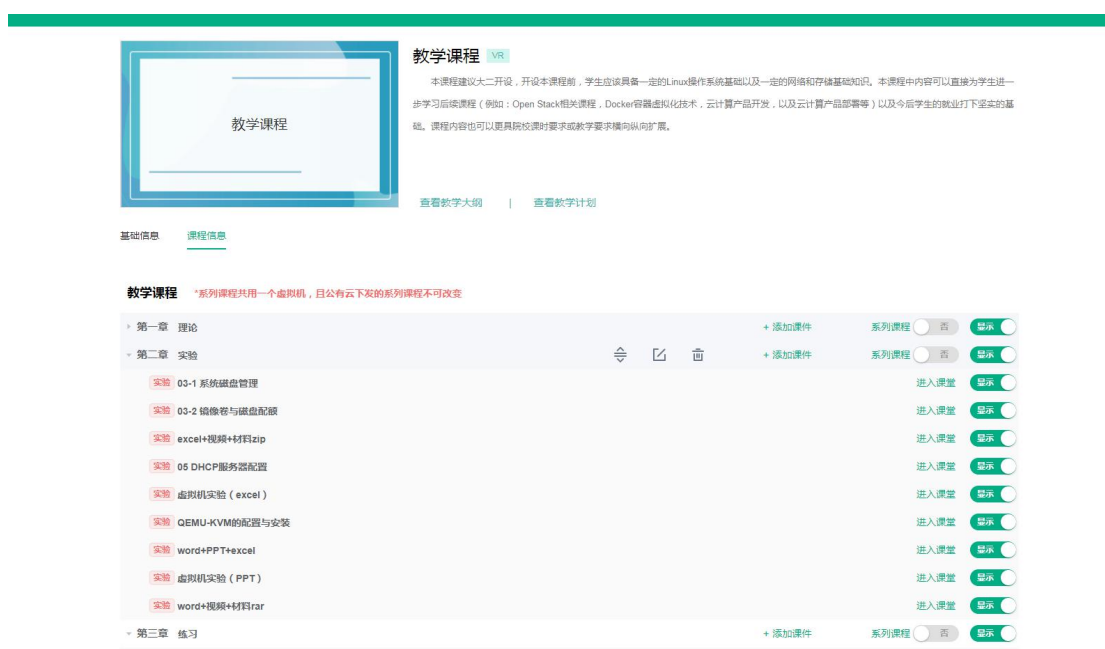 教学课程
教学课程 VR
本课程建议大二开设，开设本课程前，学生应该具备一定的Linux操作系统基础以及一定的网络和存储基础知识。本课程中内容可以直接为学生进一
步学习后续课程（例如：Open Stack相关课程，Docker容器虚拟化技术，云计算产品开发，以及云计算产品部署等）以及今后学生的就业打下坚实的基
础。课程内容也可以更具院校课时要求或教学要求横向纵向扩展。
查看教学大纲 | 查看教学计划
基础信息 课程信息
教学课程 *系列课程共用一个虚拟机，且公有云下发的系列课程不可改变
第一章 理论 + 添加课件 系列课程 否 显示
第二章 实验 + 添加课件 系列课程 否 显示
实验 03-1 系统磁盘管理 进入课堂 显示
实验 03-2 镜像卷与磁盘配额 进入课堂 显示
实验 excel+视频+材料zip 进入课堂 显示
实验 05 DHCP服务器配置 进入课堂 显示
实验 虚拟机实验（excel） 进入课堂 显示
实验 QEMU-KVM的配置与安装 进入课堂 显示
实验 word+PPT+excel 进入课堂 显示
实验 虚拟机实验（PPT） 进入课堂 显示
实验 word+视频+材料rar 进入课堂 显示
第三章 练习 + 添加课件 系列课程 否 显示